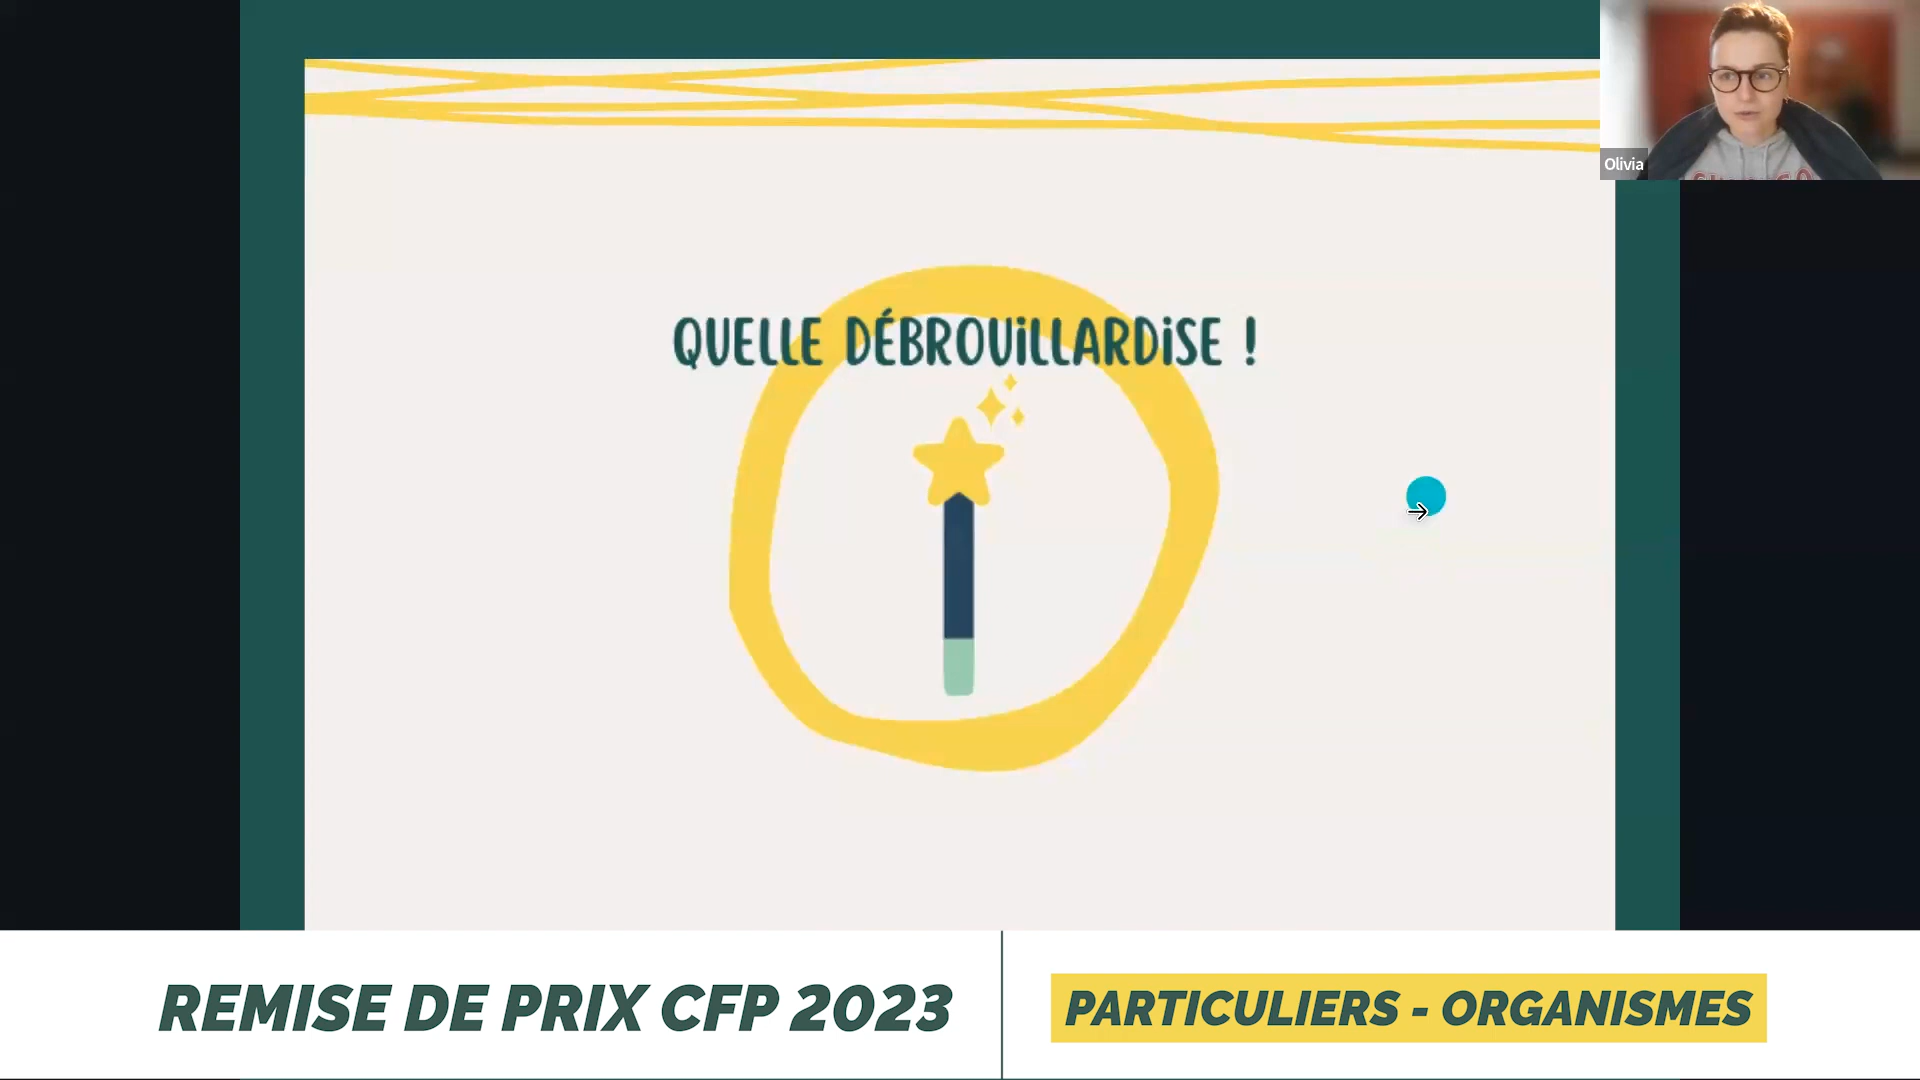 Olivia
QUELLE DÉBROUiLLARDiSE !
REMISE DE PRIX CFP 2023
PARTICULIERS - ORGANISMES